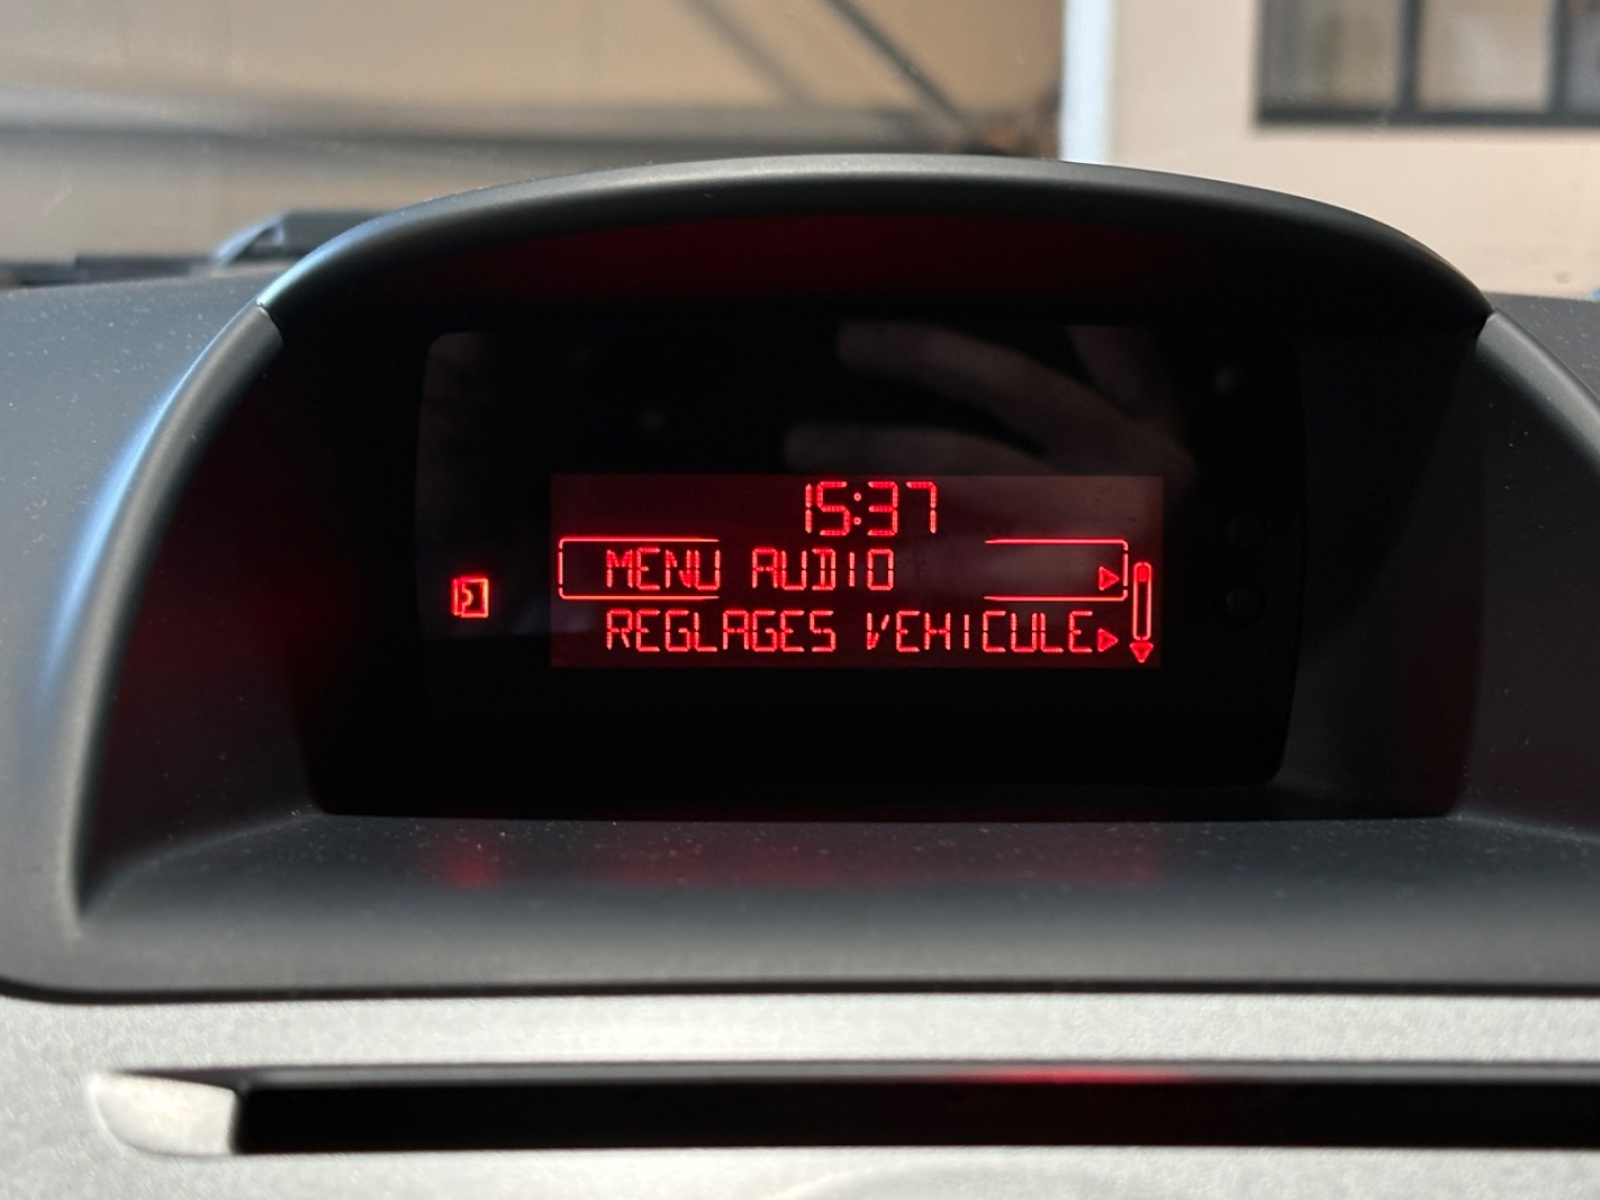 15:37
MENU AUDIO
REGLAGES VEHICULE